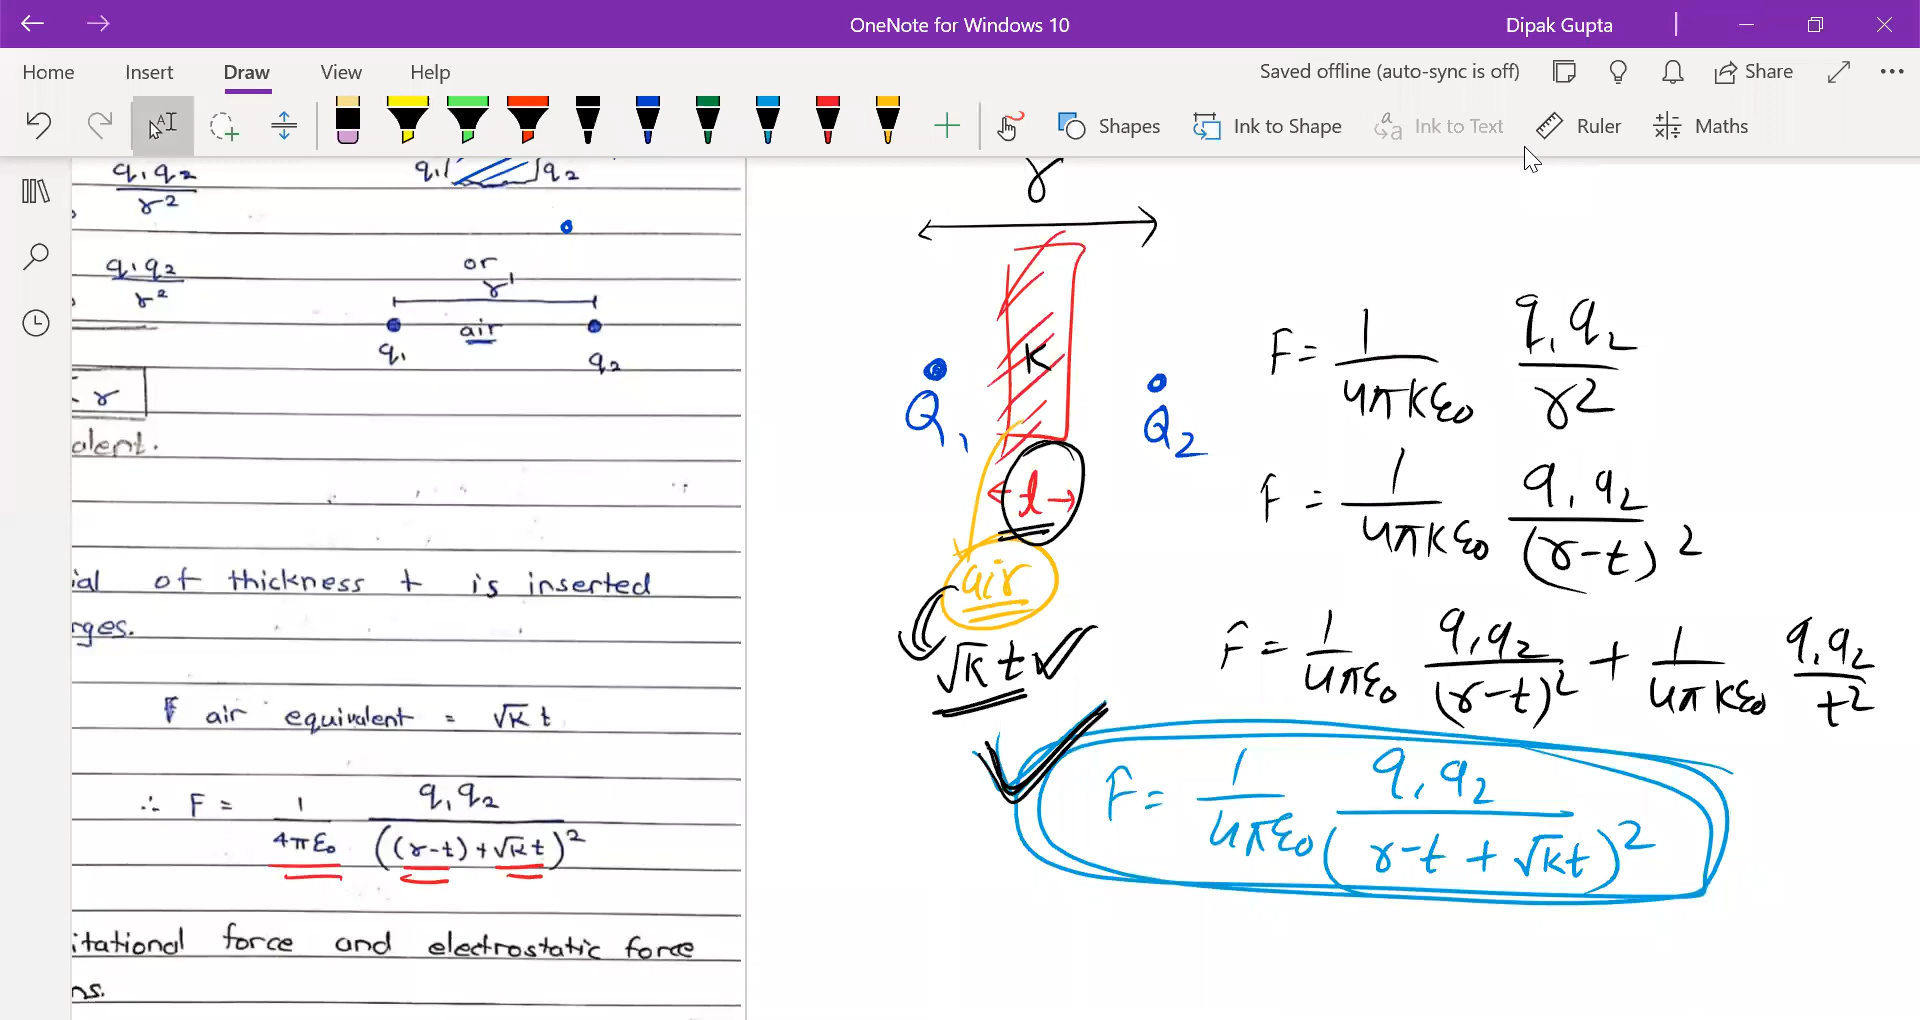 OneNote for Windows 10
Dipak Gupta
Home Insert Draw View Help
Saved offline (auto-sync is off)
Share
Shapes Ink to Shape Ink to Text Ruler Maths
q₁q₂ / r²
q₁ q₂
q₁q₂ / r²
or
r'
air
q₁ q₂
r
alent.
ial of thickness t is inserted
rges.
air equivalent = √k t
∴ F = 1/4πε₀ q₁q₂/((r-t)+√kt)²
itational force and electrostatic force
ns.
r
K
Q₁ Q₂
t
air
√k t
F = 1/4πkε₀ q₁q₂/r²
F = 1/4πkε₀ q₁q₂/(r-t)²
F = 1/4πε₀ q₁q₂/(r-t)² + 1/4πkε₀ q₁q₂/t²
F = 1/4πε₀ q₁q₂/(r-t+√kt)²